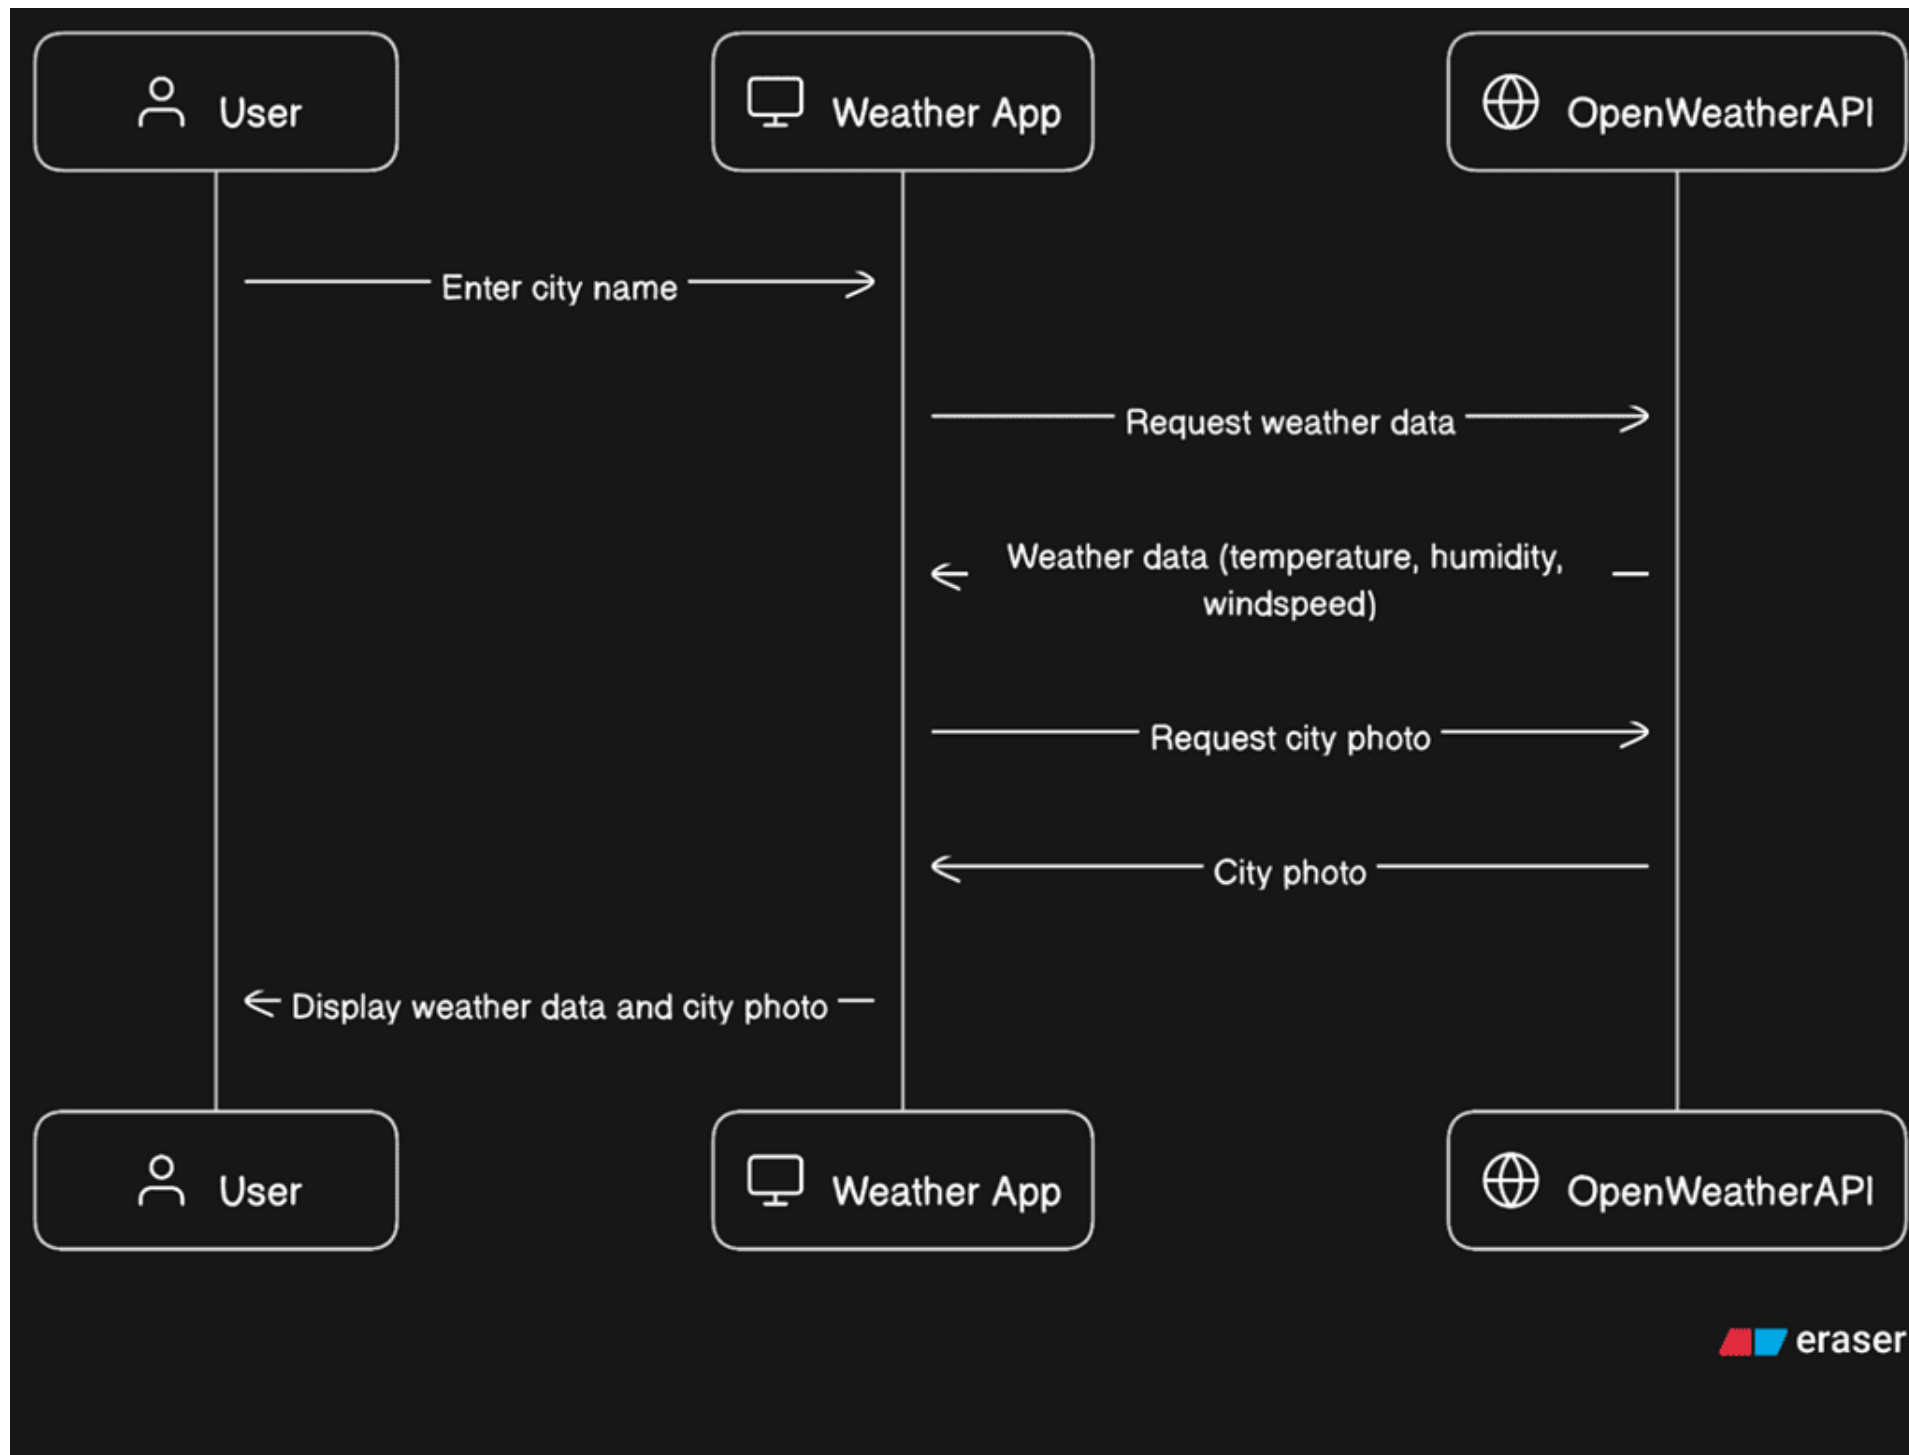 User
Weather App
OpenWeatherAPI
Enter city name
Request weather data
Weather data (temperature, humidity,
windspeed)
Request city photo
City photo
Display weather data and city photo
User
Weather App
OpenWeatherAPI
eraser